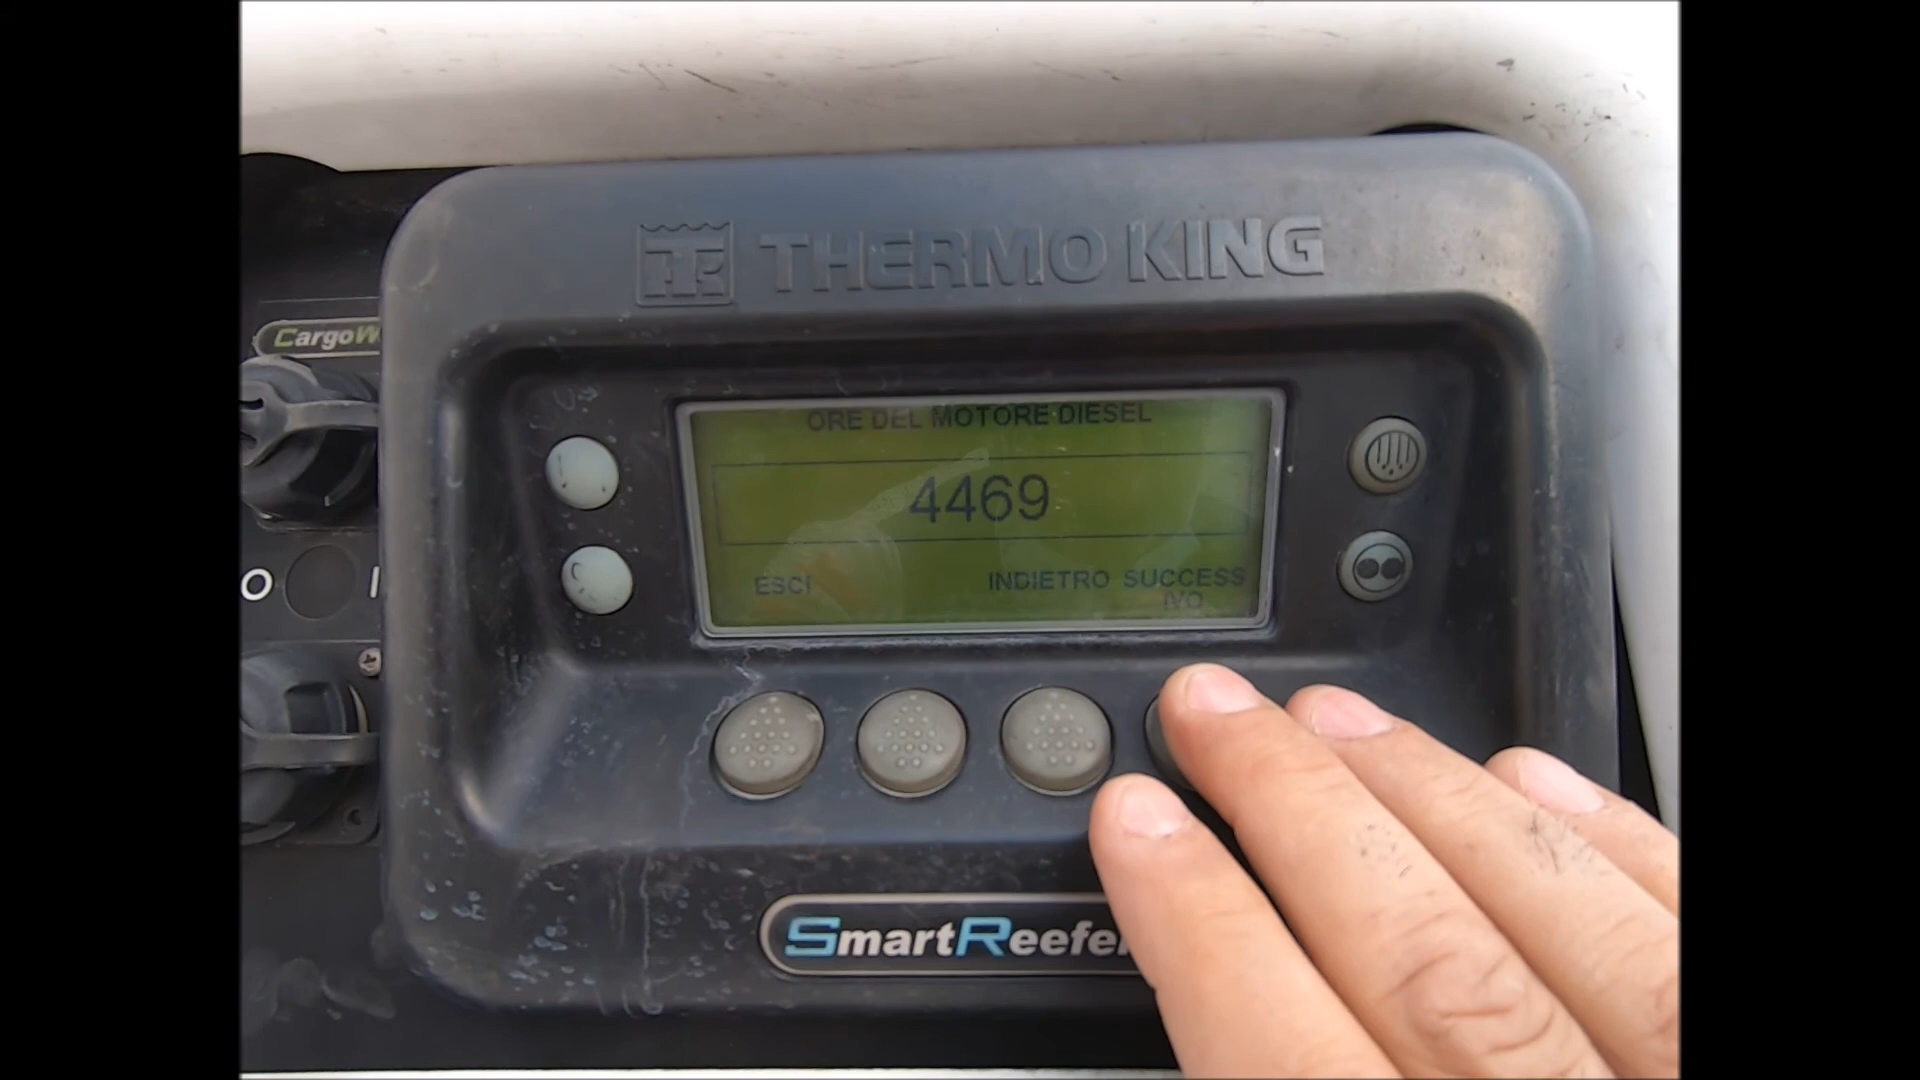 THERMO KING
CargoW
ORE DEL MOTORE DIESEL
4469
ESCI INDIETRO SUCCESS
IVO
O I
SmartReefer